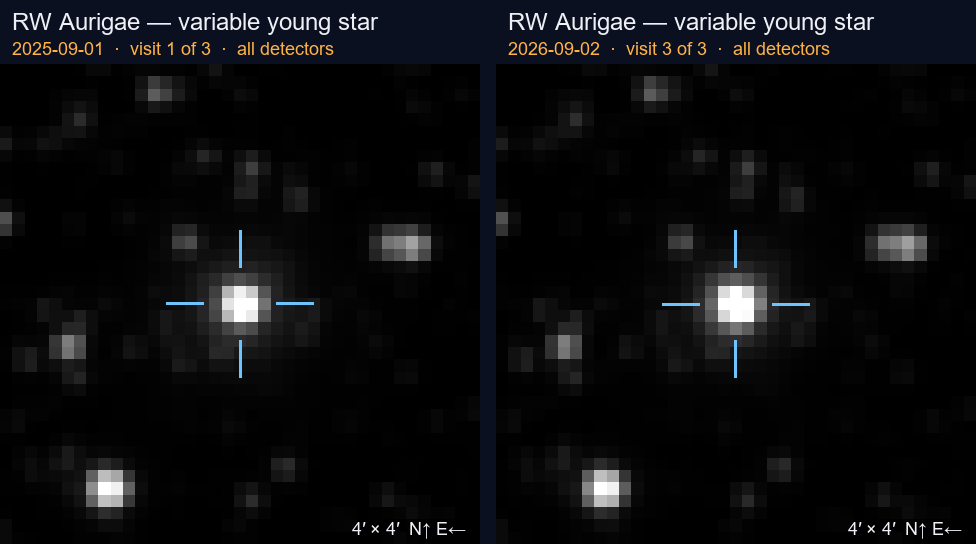 RW Aurigae — variable young star
2025-09-01 · visit 1 of 3 · all detectors
4′ × 4′ N↑ E←
RW Aurigae — variable young star
2026-09-02 · visit 3 of 3 · all detectors
4′ × 4′ N↑ E←